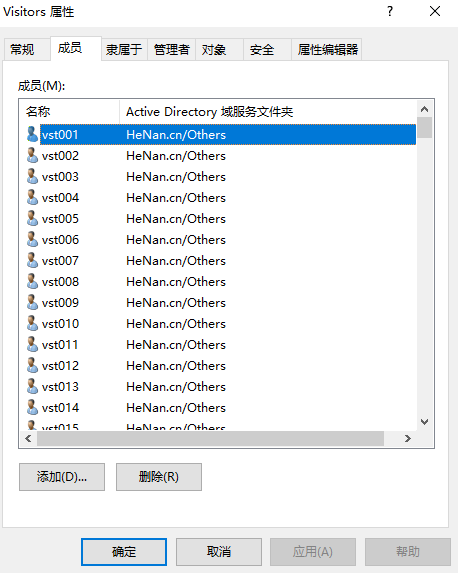 Visitors 属性
? ×
常规 成员 隶属于 管理者 对象 安全 属性编辑器
成员(M):
名称 Active Directory 域服务文件夹
vst001 HeNan.cn/Others
vst002 HeNan.cn/Others
vst003 HeNan.cn/Others
vst004 HeNan.cn/Others
vst005 HeNan.cn/Others
vst006 HeNan.cn/Others
vst007 HeNan.cn/Others
vst008 HeNan.cn/Others
vst009 HeNan.cn/Others
vst010 HeNan.cn/Others
vst011 HeNan.cn/Others
vst012 HeNan.cn/Others
vst013 HeNan.cn/Others
vst014 HeNan.cn/Others
vst015 HeNan.cn/Others
添加(D)... 删除(R)
确定 取消 应用(A) 帮助